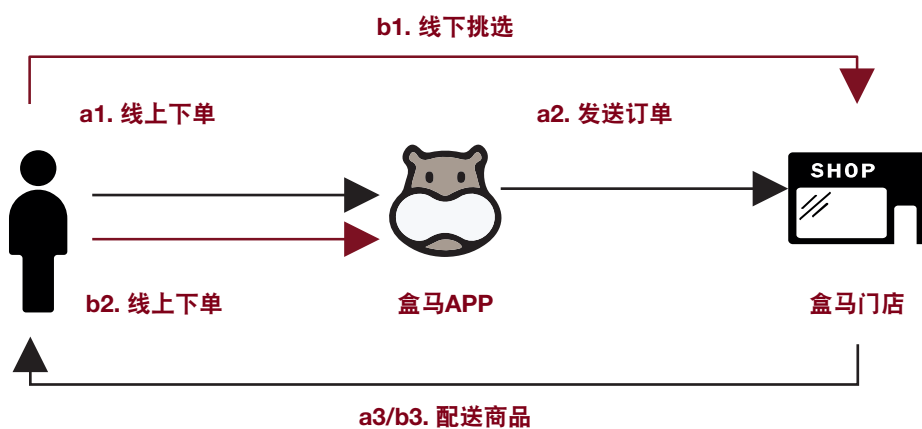 b1. 线下挑选
a1. 线上下单
a2. 发送订单
SHOP
b2. 线上下单
盒马APP
盒马门店
a3/b3. 配送商品